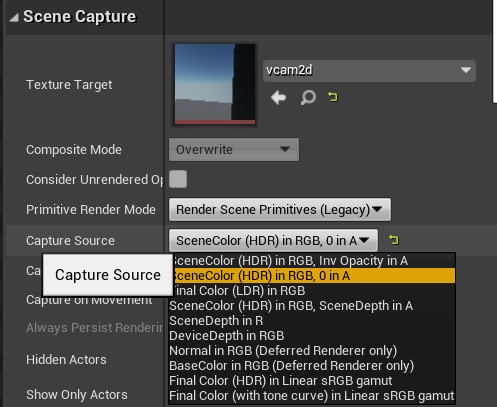 Scene Capture
Texture Target
vcam2d
Composite Mode
Overwrite
Consider Unrendered Op
Primitive Render Mode
Render Scene Primitives (Legacy)
Capture Source
SceneColor (HDR) in RGB, 0 in A
Ca
Capture Source
SceneColor (HDR) in RGB, Inv Opacity in A
SceneColor (HDR) in RGB, 0 in A
Final Color (LDR) in RGB
Capture on Movement
SceneColor (HDR) in RGB, SceneDepth in A
SceneDepth in R
Always Persist Renderin
DeviceDepth in RGB
Normal in RGB (Deferred Renderer only)
Hidden Actors
BaseColor in RGB (Deferred Renderer only)
Final Color (HDR) in Linear sRGB gamut
Show Only Actors
Final Color (with tone curve) in Linear sRGB gamut